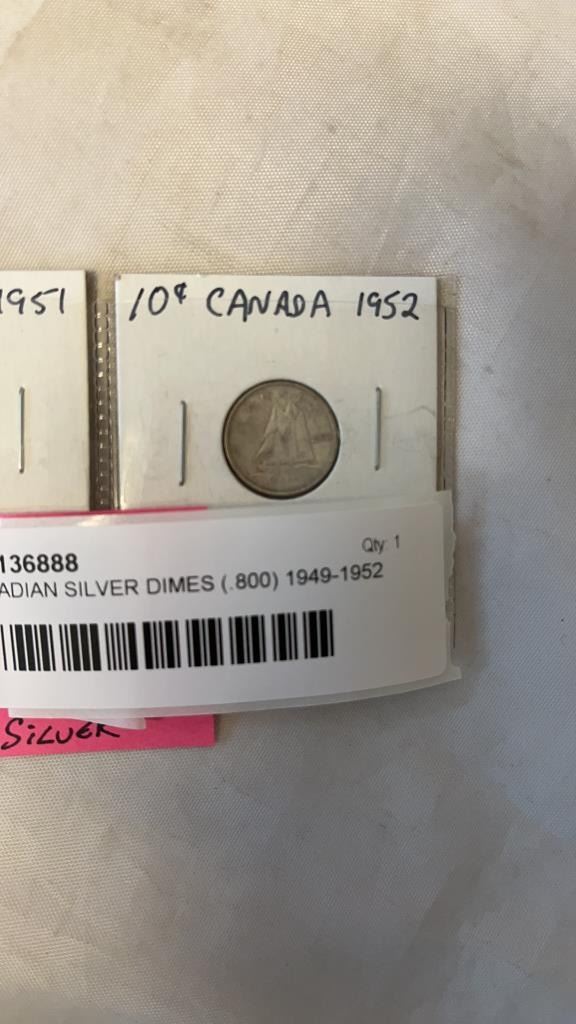 1951
10¢ CANADA 1952
136888
Qty: 1
ADIAN SILVER DIMES (.800) 1949-1952
SILVER